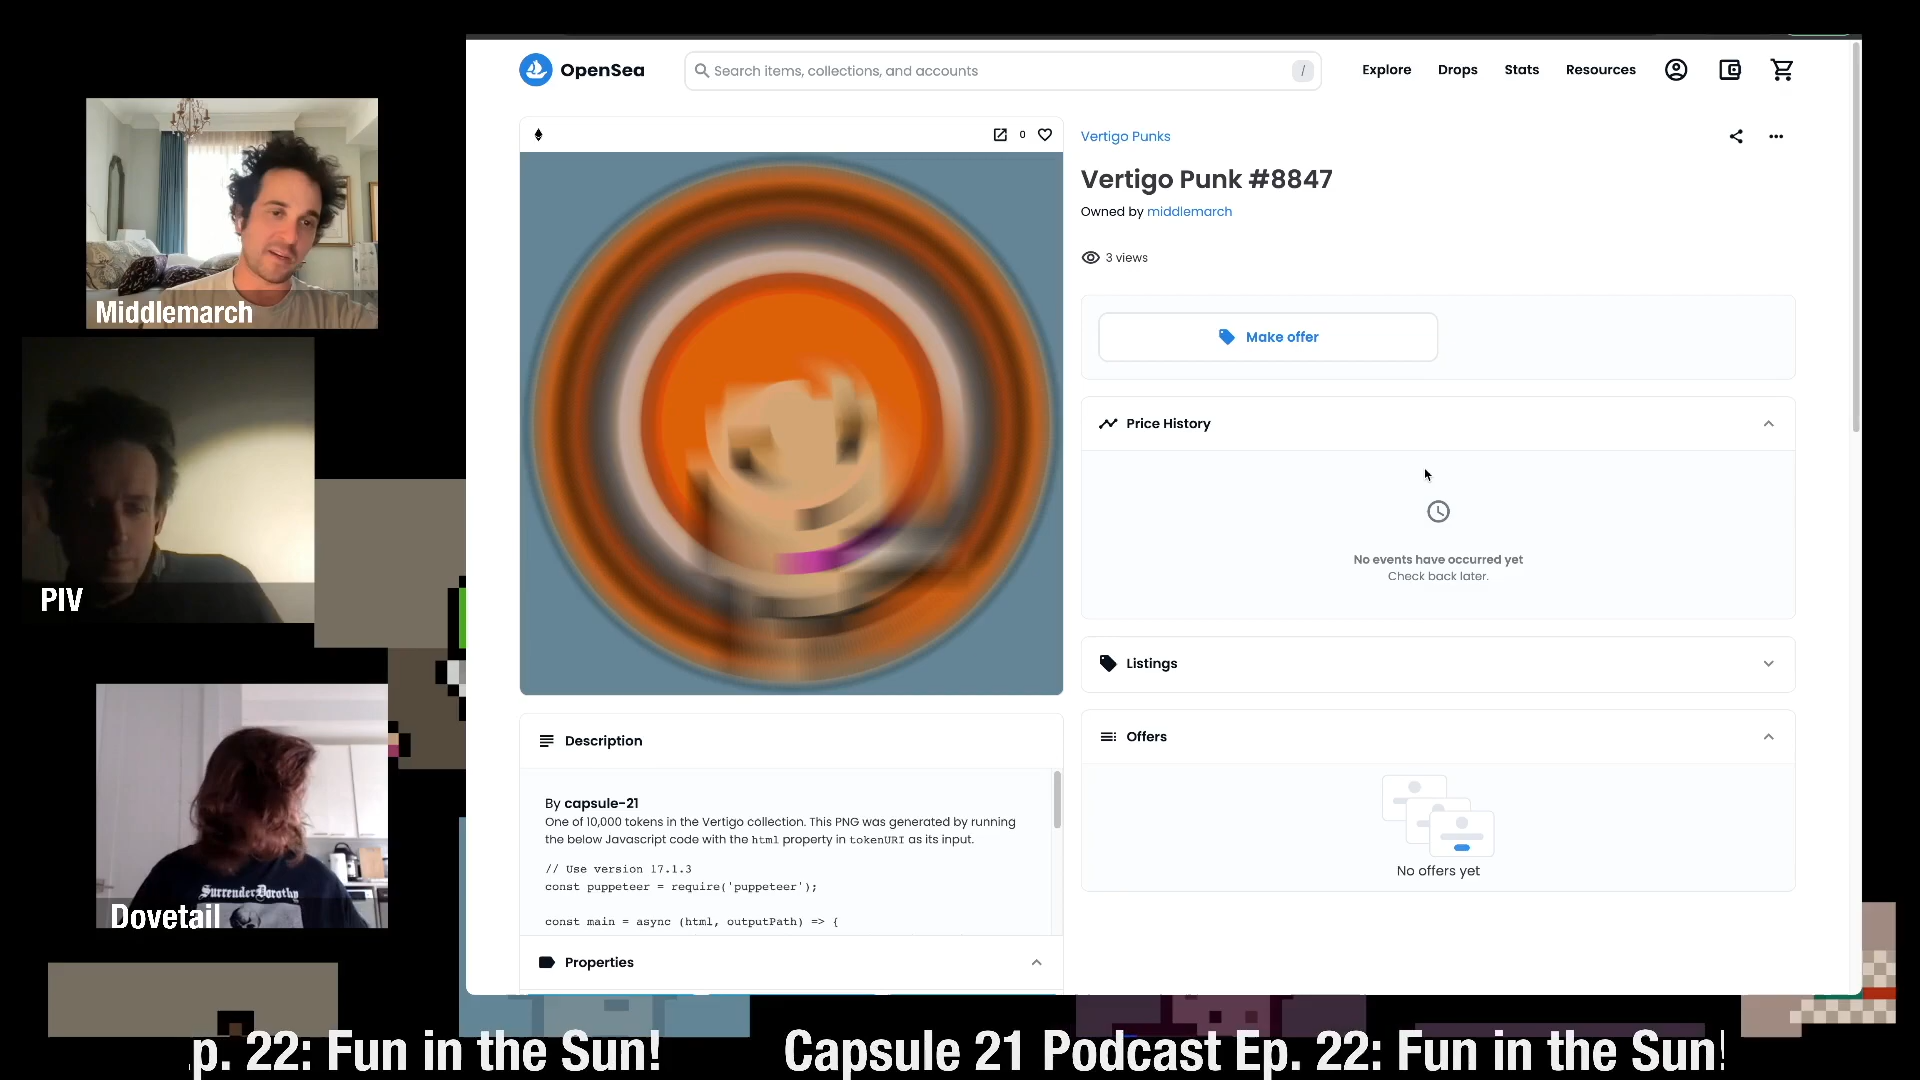 OpenSea
Search items, collections, and accounts
/
Explore
Drops
Stats
Resources
0
Vertigo Punks
Vertigo Punk #8847
Owned by middlemarch
3 views
Make offer
Price History
No events have occurred yet
Check back later.
Listings
Offers
No offers yet
Description
By capsule-21
One of 10,000 tokens in the Vertigo collection. This PNG was generated by running
the below Javascript code with the html property in tokenURI as its input.
// Use version 17.1.3
const puppeteer = require('puppeteer');
const main = async (html, outputPath) => {
Properties
Middlemarch
PIV
SurrenderDorothy
Dovetail
p. 22: Fun in the Sun!
Capsule 21 Podcast Ep. 22: Fun in the Sun!